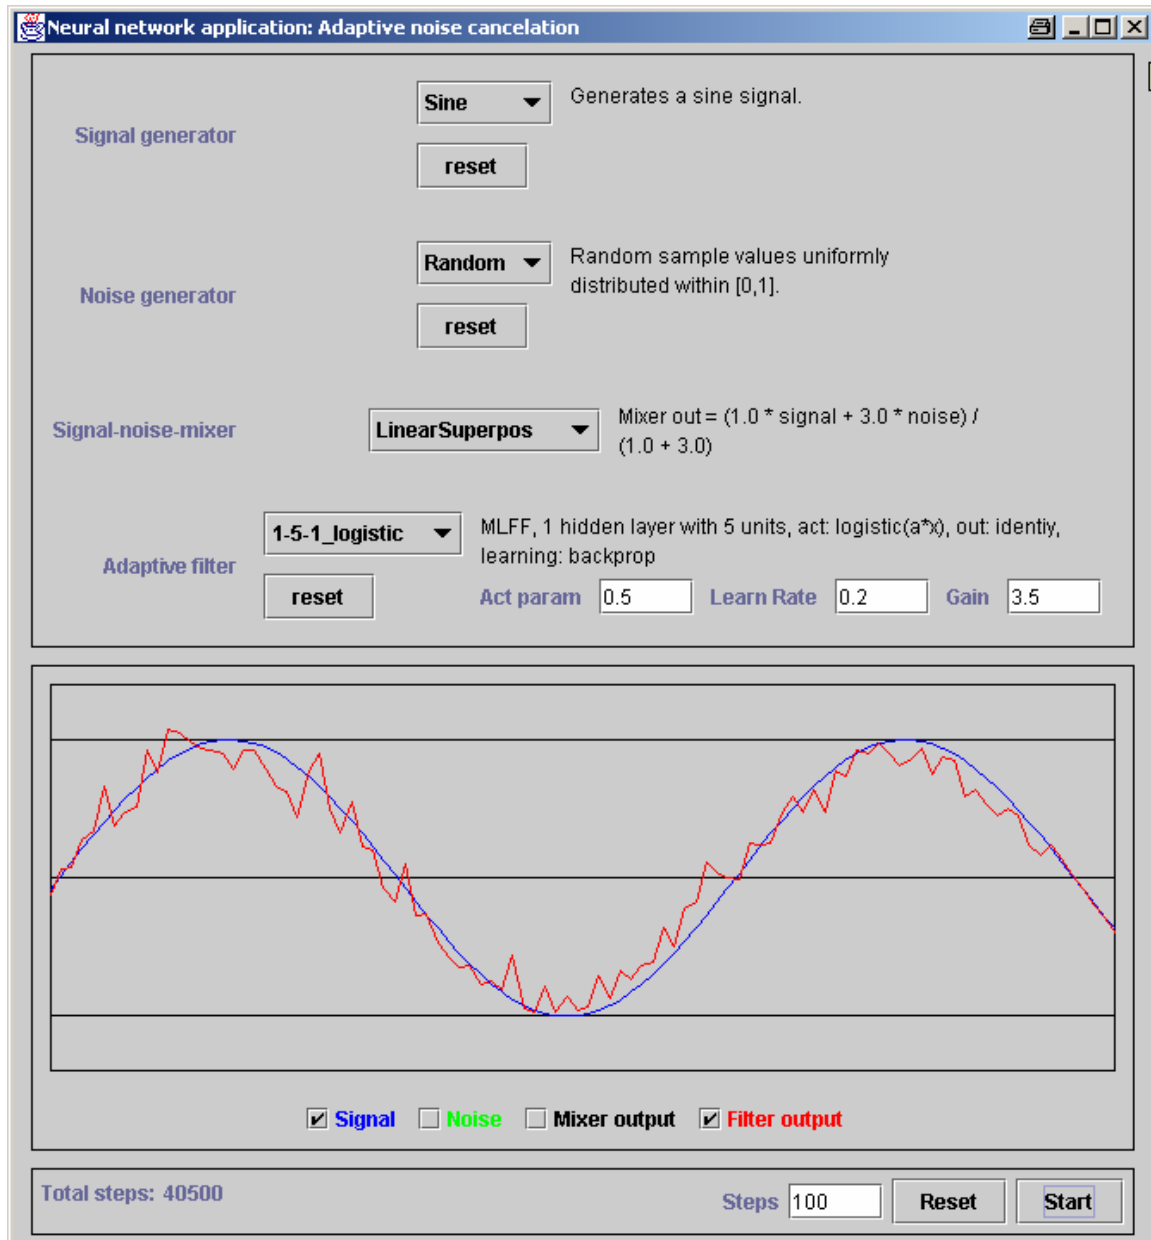 Neural network application: Adaptive noise cancelation
Signal generator
Sine
Generates a sine signal.
reset
Noise generator
Random
Random sample values uniformly
distributed within [0,1].
reset
Signal-noise-mixer
LinearSuperpos
Mixer out = (1.0 * signal + 3.0 * noise) /
(1.0 + 3.0)
Adaptive filter
1-5-1_logistic
MLFF, 1 hidden layer with 5 units, act: logistic(a*x), out: identiy,
learning: backprop
reset
Act param 0.5 Learn Rate 0.2 Gain 3.5
Signal Noise Mixer output Filter output
Total steps: 40500
Steps 100 Reset Start